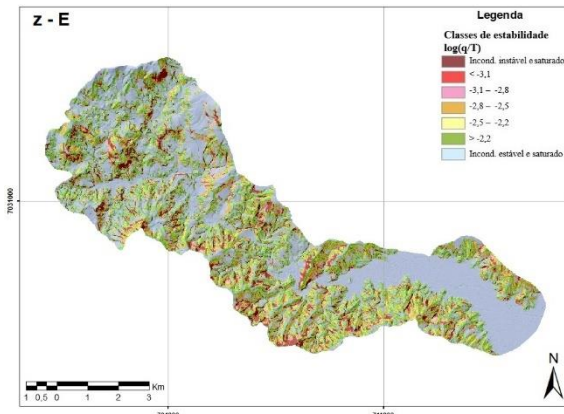 z - E
Legenda
Classes de estabilidade
log(q/T)
Incond. instável e saturado
< -3,1
-3,1 – -2,8
-2,8 – -2,5
-2,5 – -2,2
> -2,2
Incond. estável e saturado
7031000
N
Km
1 0,5 0 1 2 3